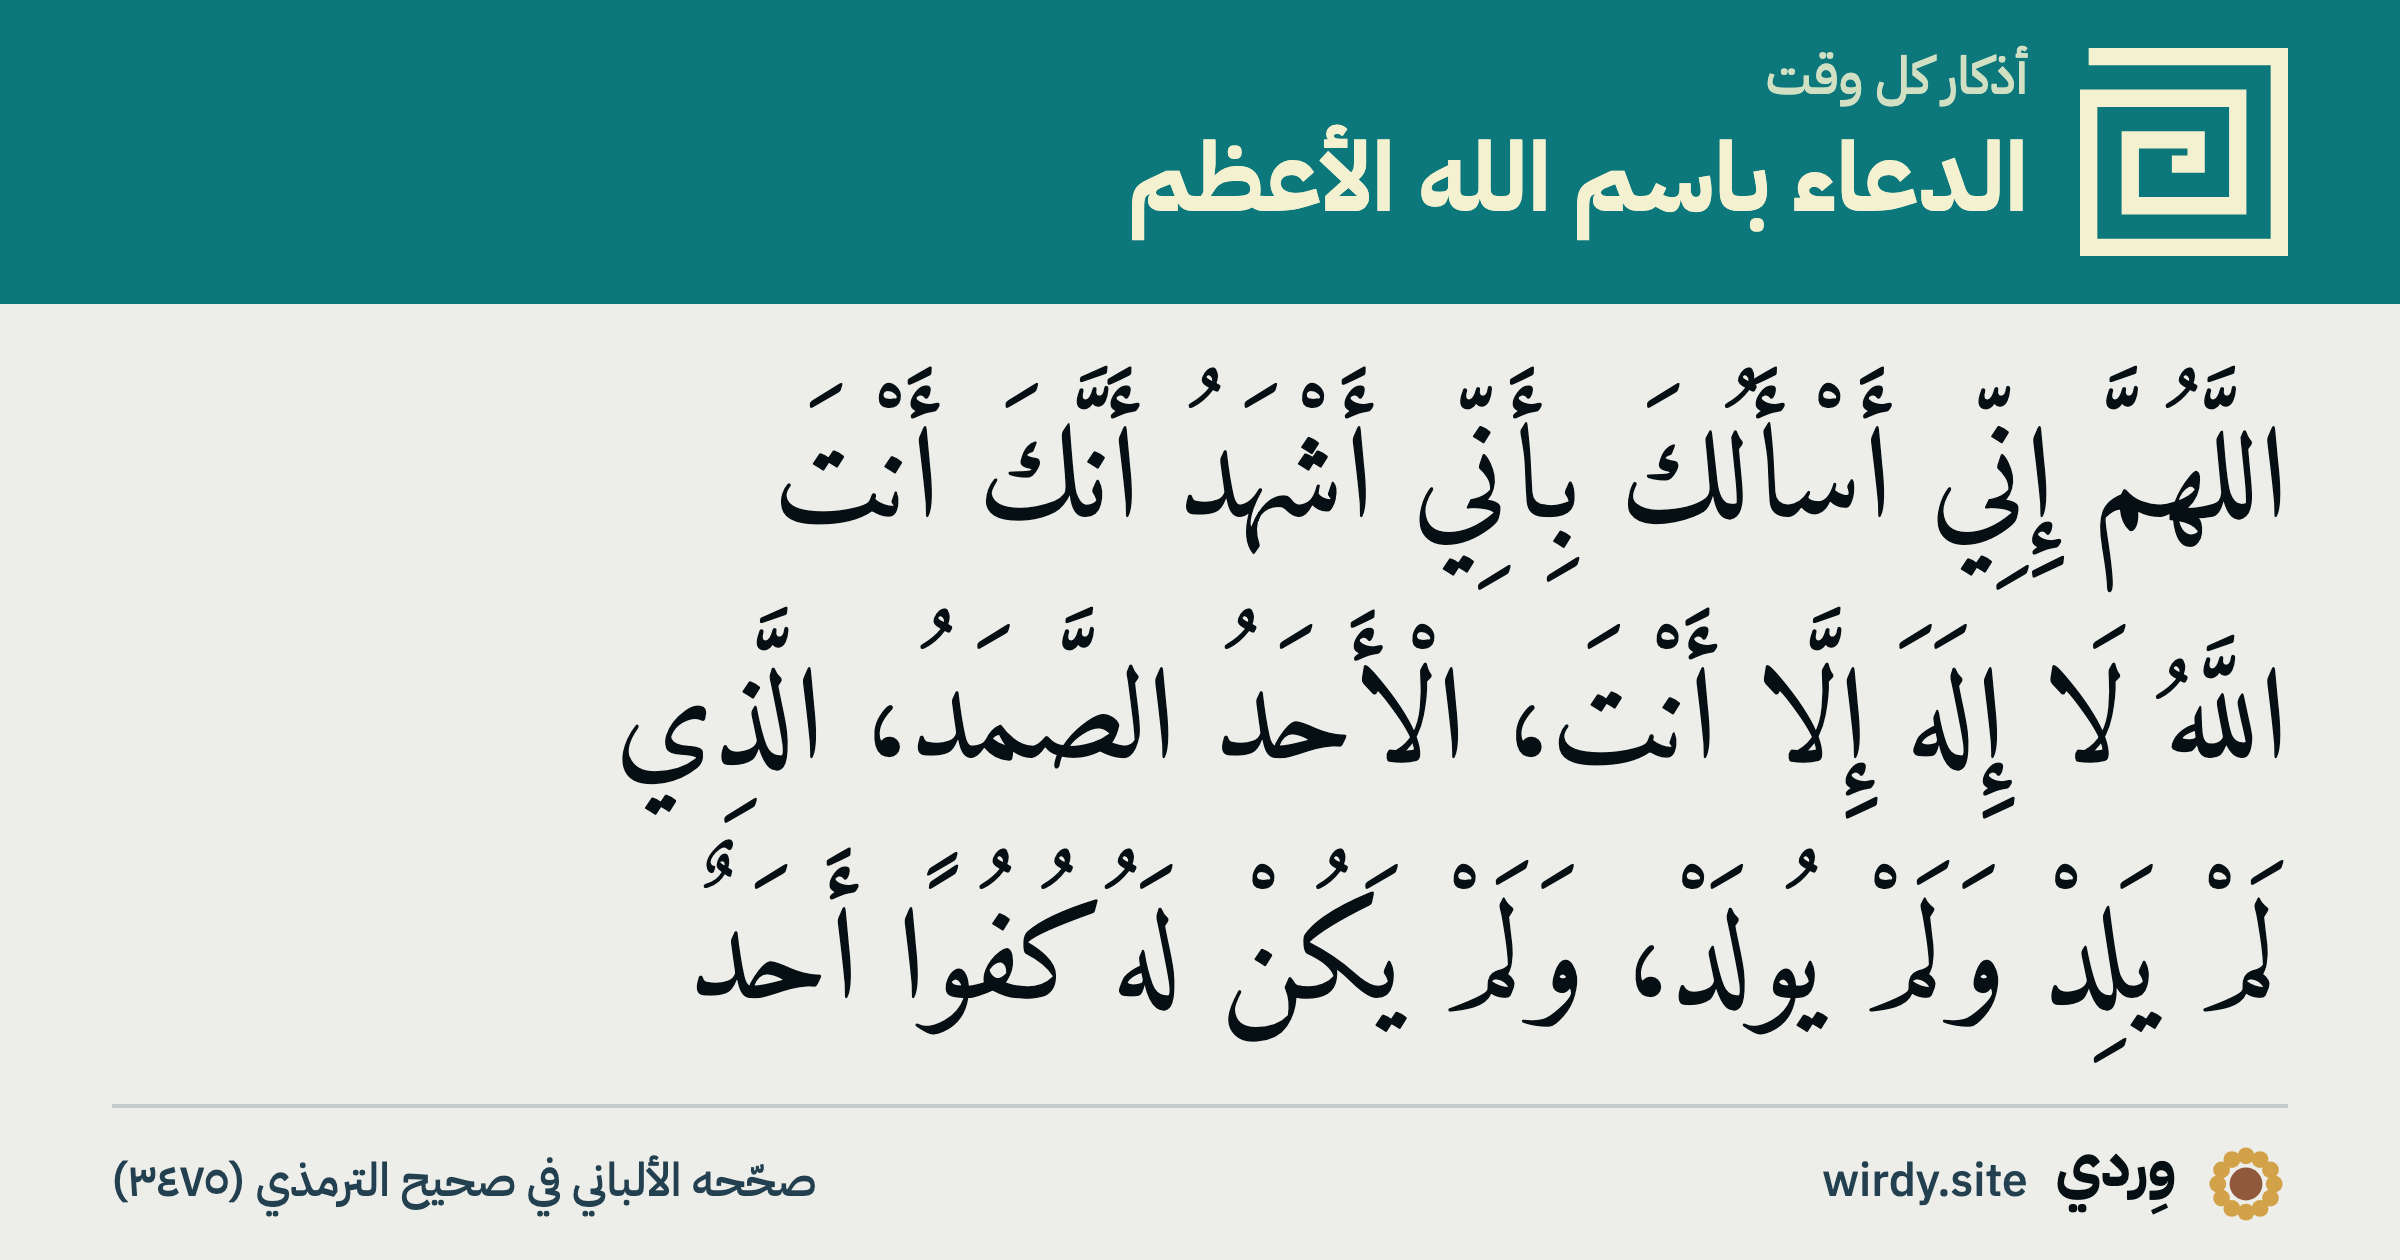 أذكار كل وقت
الدعاء باسم الله الأعظم
اللَّهُمَّ إِنِّي أَسْأَلُكَ بِأَنِّي أَشْهَدُ أَنَّكَ أَنْتَ
اللَّهُ لَا إِلَهَ إِلَّا أَنْتَ، الْأَحَدُ الصَّمَدُ، الَّذِي
لَمْ يَلِدْ وَلَمْ يُولَدْ، وَلَمْ يَكُنْ لَهُ كُفُوًا أَحَدٌ
وِردي wirdy.site
صحّحه الألباني في صحيح الترمذي (٣٤٧٥)